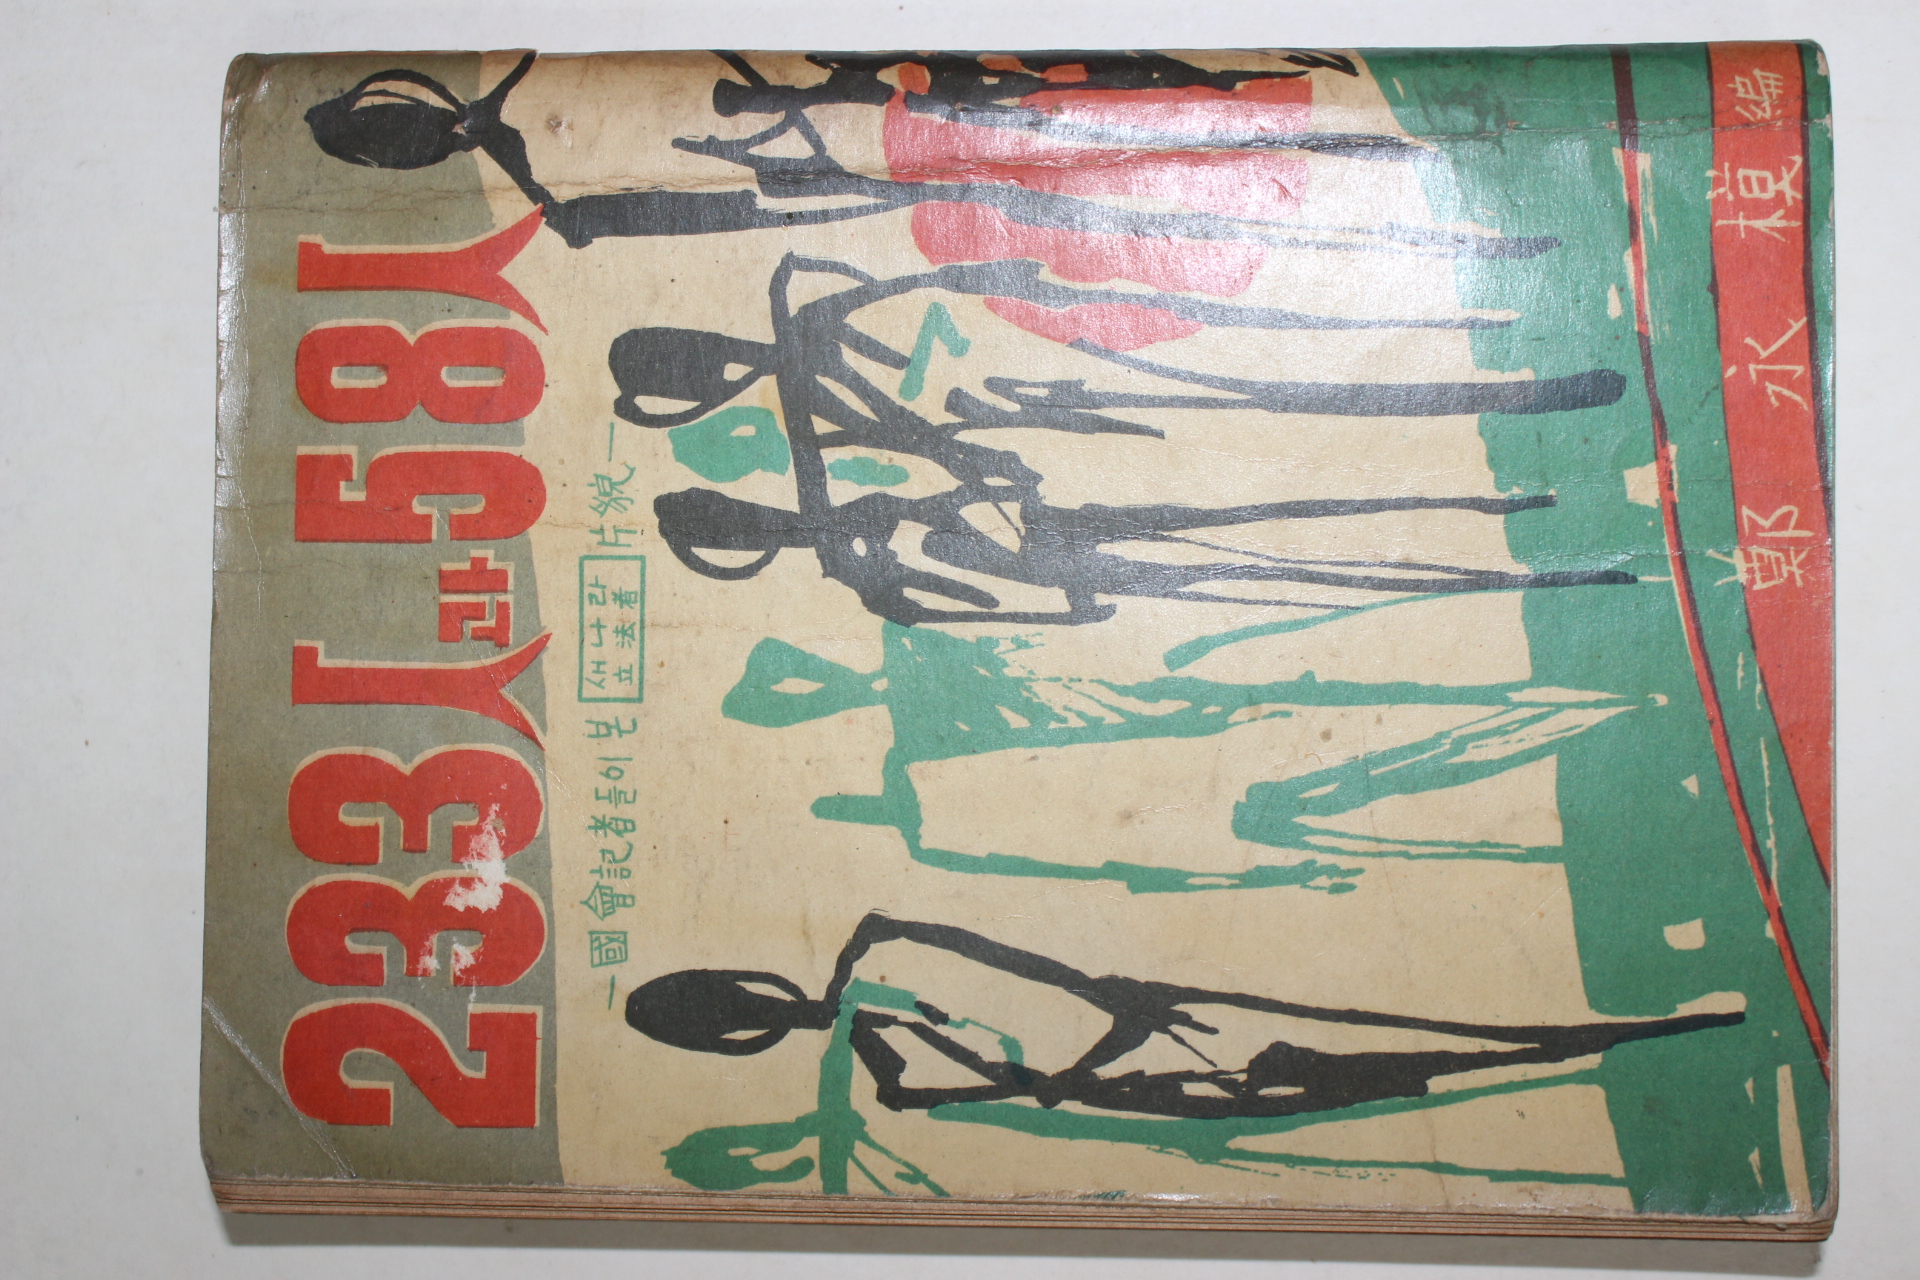 233人과58人
—國會記者들이 본 새나라立法者 片貌—
鄭永模 編